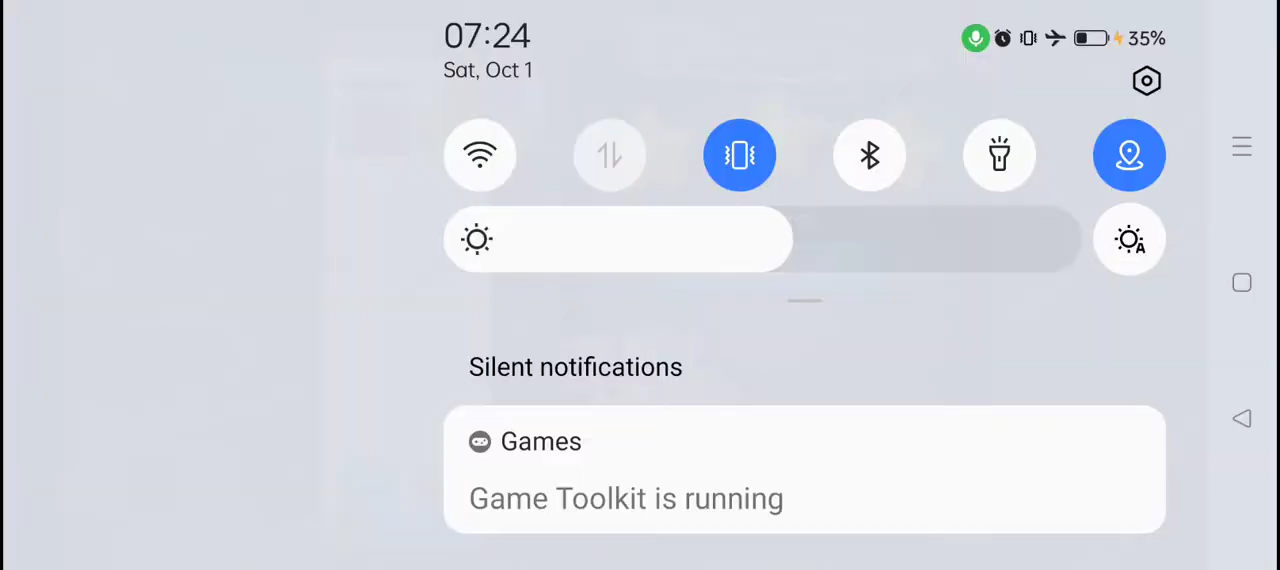 07:24
35%
Sat, Oct 1
A
Silent notifications
Games
Game Toolkit is running